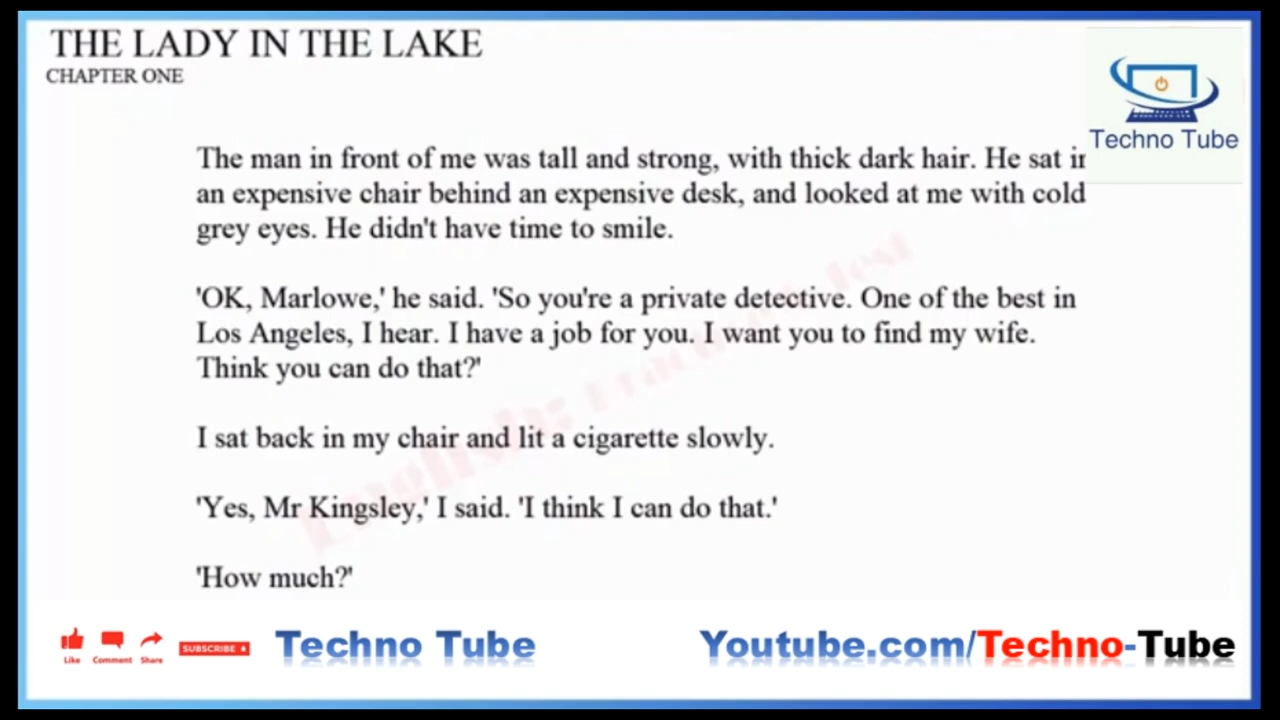 THE LADY IN THE LAKE
CHAPTER ONE
Techno Tube
The man in front of me was tall and strong, with thick dark hair. He sat in
an expensive chair behind an expensive desk, and looked at me with cold
grey eyes. He didn't have time to smile.
'OK, Marlowe,' he said. 'So you're a private detective. One of the best in
Los Angeles, I hear. I have a job for you. I want you to find my wife.
Think you can do that?'
I sat back in my chair and lit a cigarette slowly.
'Yes, Mr Kingsley,' I said. 'I think I can do that.'
'How much?'
Like Comment Share SUBSCRIBE Techno Tube Youtube.com/Techno-Tube